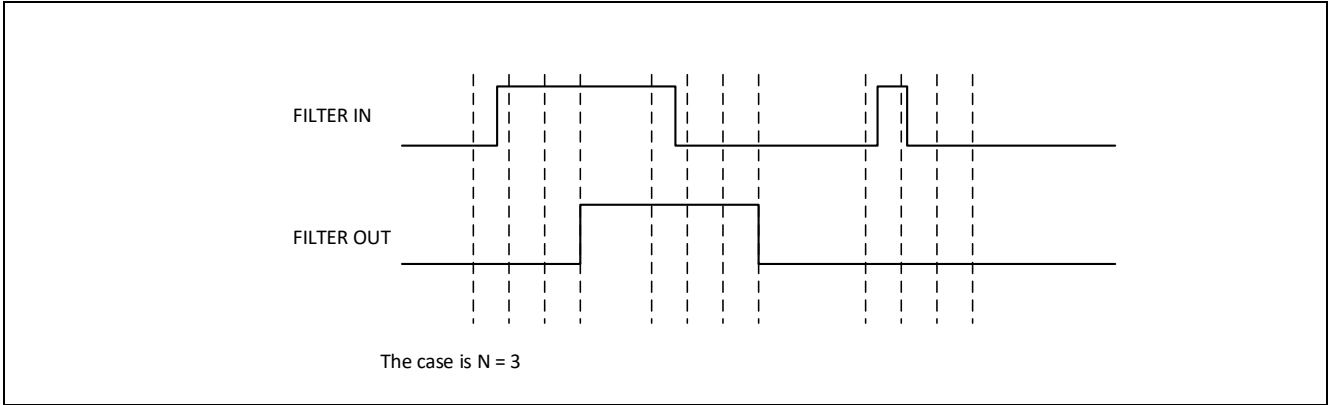 FILTER IN
FILTER OUT
The case is N = 3